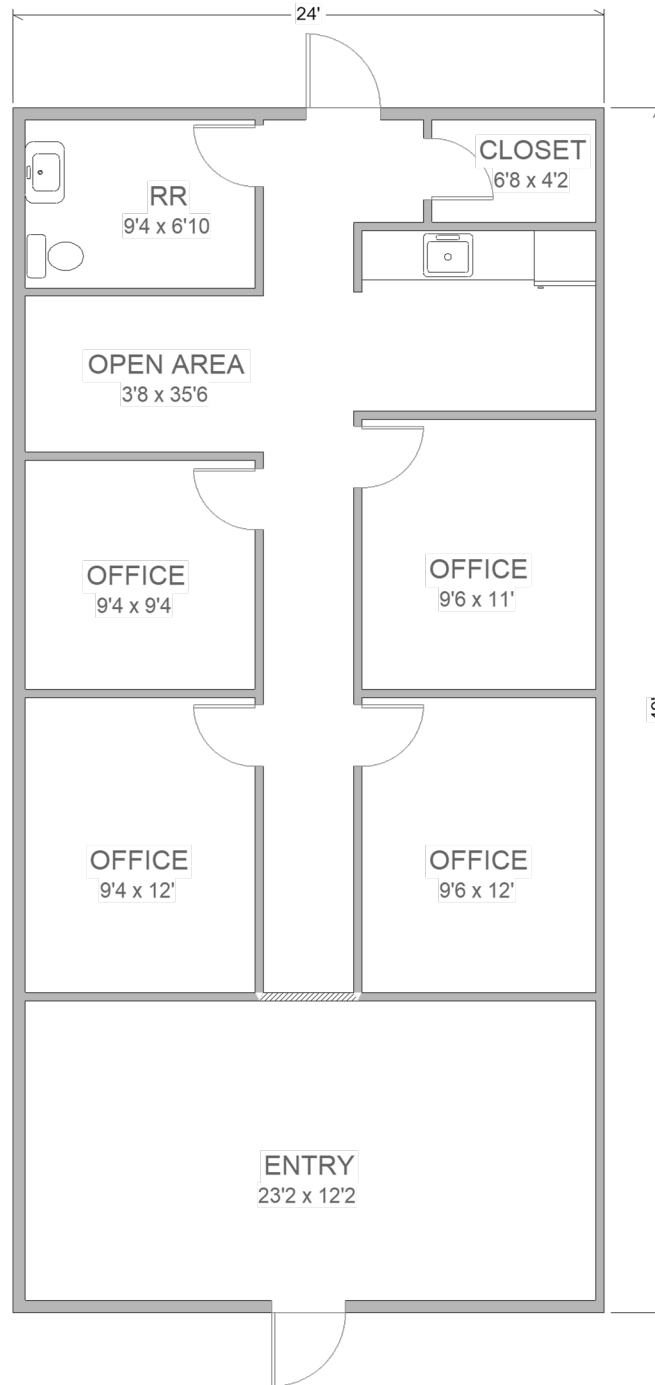 24'
CLOSET
6'8 x 4'2
RR
9'4 x 6'10
OPEN AREA
3'8 x 35'6
OFFICE
9'4 x 9'4
OFFICE
9'6 x 11'
OFFICE
9'4 x 12'
OFFICE
9'6 x 12'
ENTRY
23'2 x 12'2